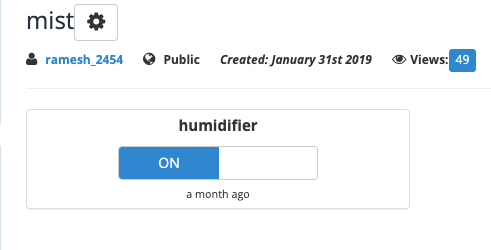 mist
ramesh_2454 Public Created: January 31st 2019 Views: 49
humidifier
ON
a month ago